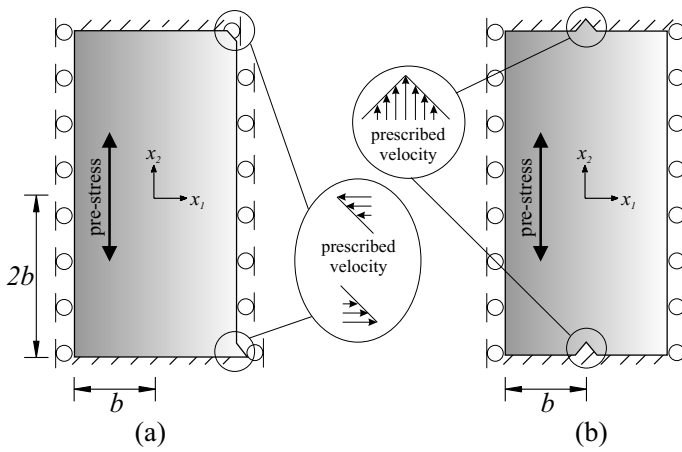 x2
x1
pre-stress
2b
b
(a)
prescribed
velocity
prescribed
velocity
x2
x1
pre-stress
b
(b)